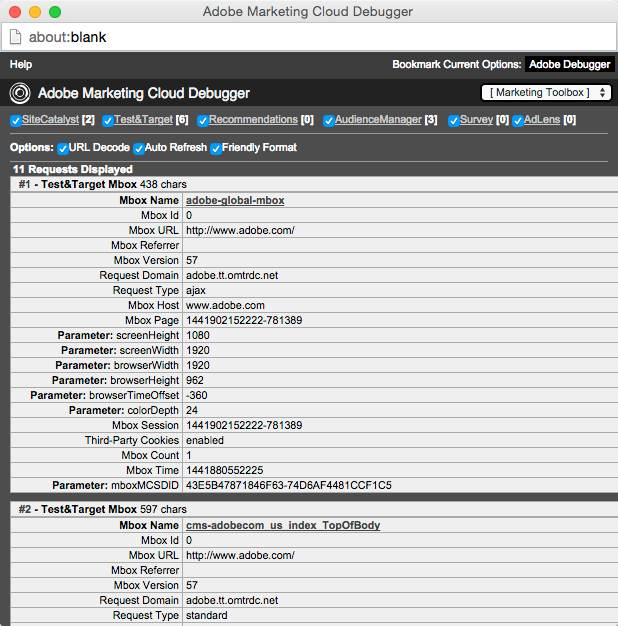 Adobe Marketing Cloud Debugger
about:blank
Help Bookmark Current Options: Adobe Debugger
Adobe Marketing Cloud Debugger [ Marketing Toolbox ]
SiteCatalyst [2] Test&Target [6] Recommendations [0] AudienceManager [3] Survey [0] AdLens [0]
Options: URL Decode Auto Refresh Friendly Format
11 Requests Displayed
#1 - Test&Target Mbox 438 chars
Mbox Name adobe-global-mbox
Mbox Id 0
Mbox URL http://www.adobe.com/
Mbox Referrer
Mbox Version 57
Request Domain adobe.tt.omtrdc.net
Request Type ajax
Mbox Host www.adobe.com
Mbox Page 1441902152222-781389
Parameter: screenHeight 1080
Parameter: screenWidth 1920
Parameter: browserWidth 1920
Parameter: browserHeight 962
Parameter: browserTimeOffset -360
Parameter: colorDepth 24
Mbox Session 1441902152222-781389
Third-Party Cookies enabled
Mbox Count 1
Mbox Time 1441880552225
Parameter: mboxMCSDID 43E5B47871846F63-74D6AF4481CCF1C5
#2 - Test&Target Mbox 597 chars
Mbox Name cms-adobecom_us_index_TopOfBody
Mbox Id 0
Mbox URL http://www.adobe.com/
Mbox Referrer
Mbox Version 57
Request Domain adobe.tt.omtrdc.net
Request Type standard